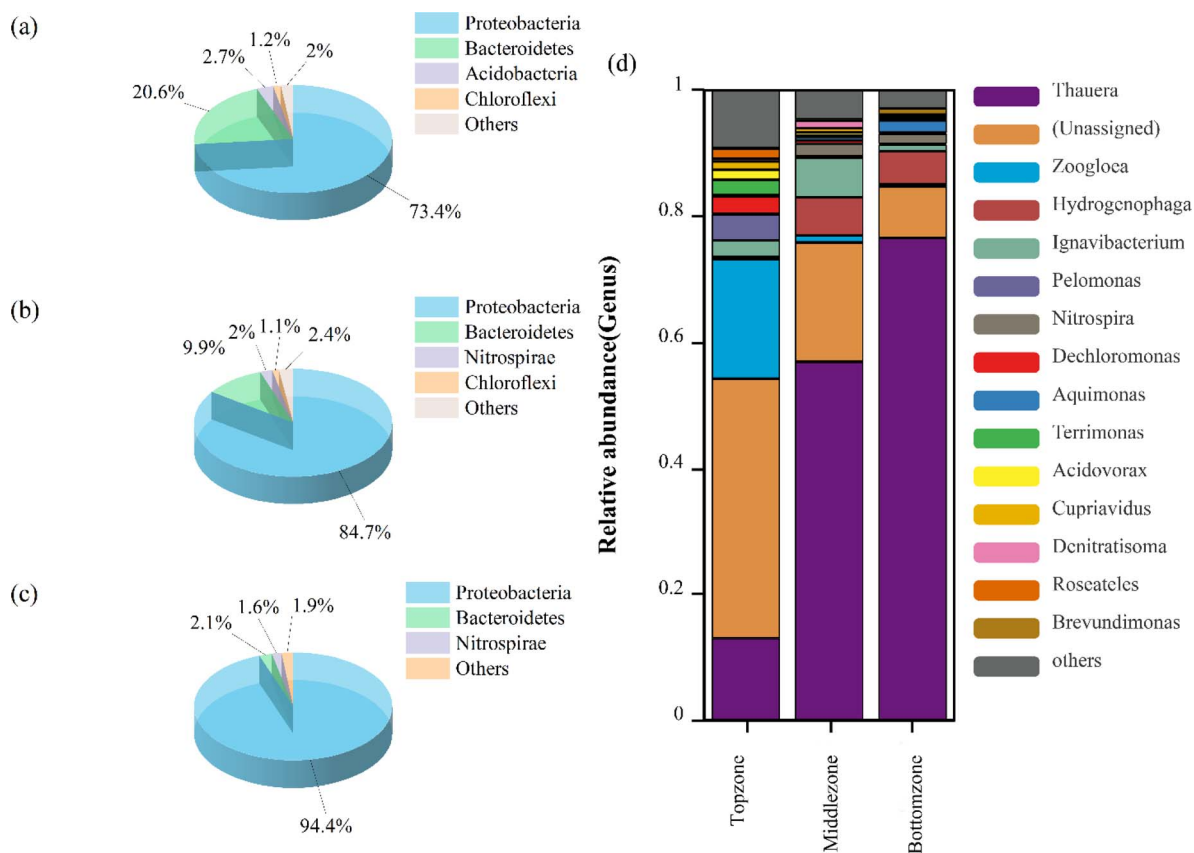 (a)
Proteobacteria
Bacteroidetes
Acidobacteria
Chloroflexi
Others
20.6%
2.7%
1.2%
2%
73.4%
(b)
Proteobacteria
Bacteroidetes
Nitrospirae
Chloroflexi
Others
9.9%
2%
1.1%
2.4%
84.7%
(c)
Proteobacteria
Bacteroidetes
Nitrospirae
Others
2.1%
1.6%
1.9%
94.4%
(d)
Relative abundance(Genus)
1
0.8
0.6
0.4
0.2
0
Topzone
Middlezone
Bottomzone
Thauera
(Unassigned)
Zoogloea
Hydrogenophaga
Ignavibacterium
Pelomonas
Nitrospira
Dechloromonas
Aquimonas
Terrimonas
Acidovorax
Cupriavidus
Denitratisoma
Roseateles
Brevundimonas
others